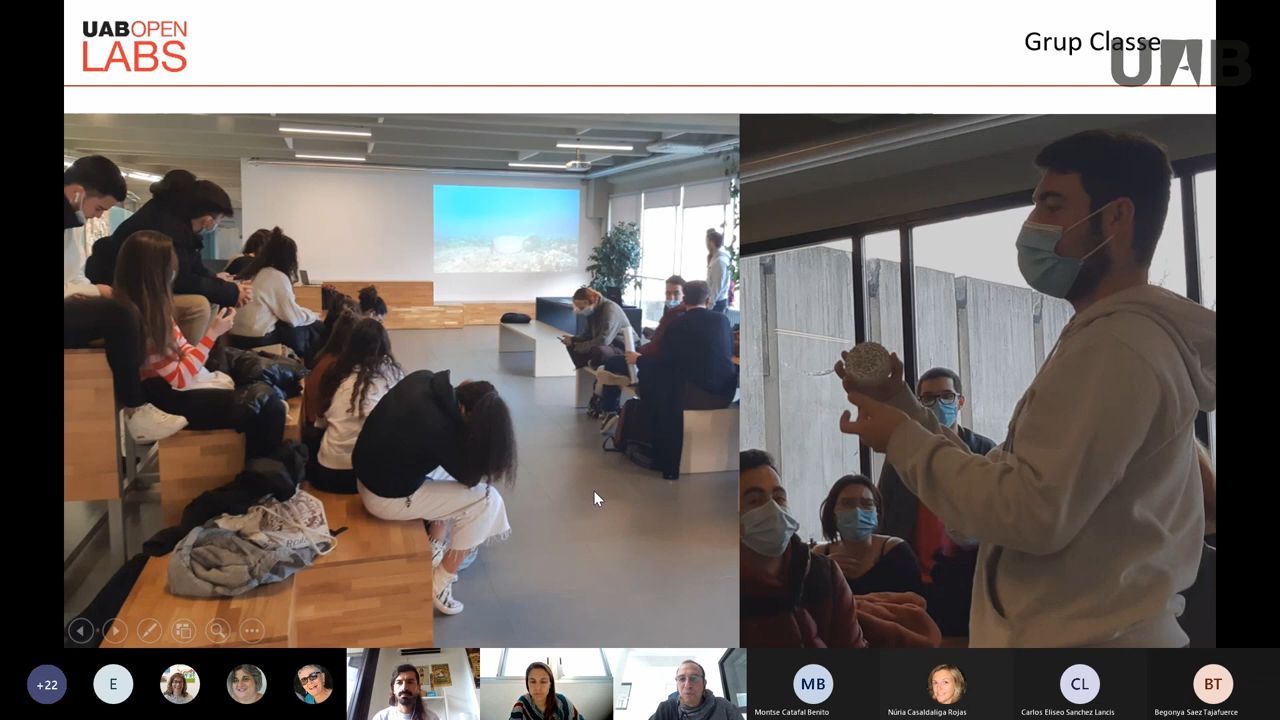 UABOPEN
LABS
Grup Classe
UAB
+22
E
MB
CL
BT
Montse Catafal Benito
Núria Casaldaliga Rojas
Carlos Eliseo Sanchez Lancis
Begonya Saez Tajafuerce